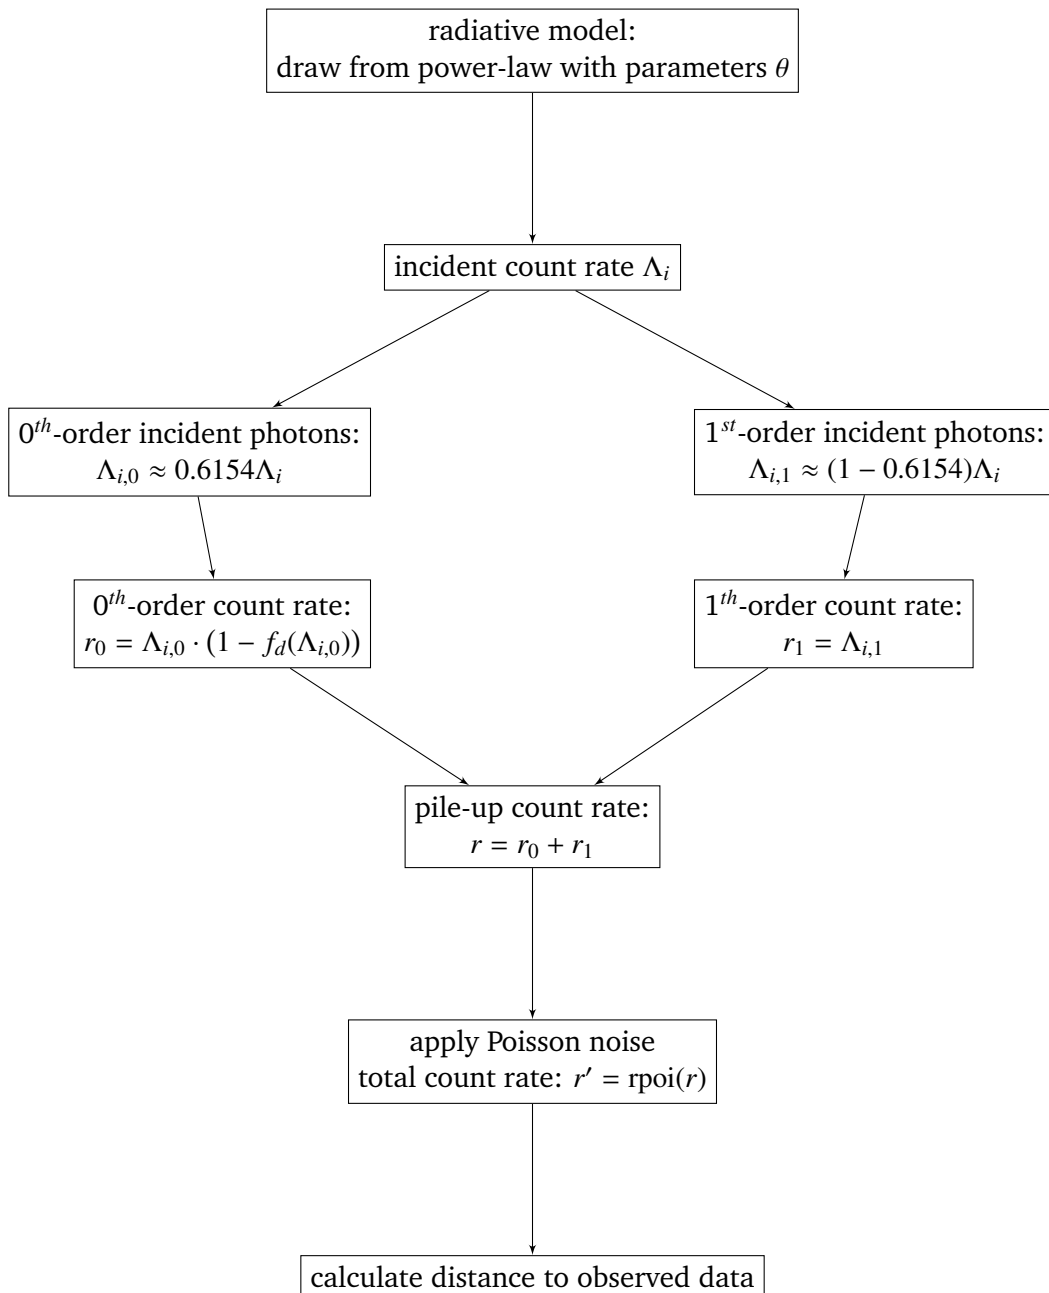 radiative model:
draw from power-law with parameters θ
incident count rate Λᵢ
0ᵗʰ-order incident photons:
Λᵢ,₀ ≈ 0.6154Λᵢ
1ˢᵗ-order incident photons:
Λᵢ,₁ ≈ (1 − 0.6154)Λᵢ
0ᵗʰ-order count rate:
r₀ = Λᵢ,₀ · (1 − f_d(Λᵢ,₀))
1ᵗʰ-order count rate:
r₁ = Λᵢ,₁
pile-up count rate:
r = r₀ + r₁
apply Poisson noise
total count rate: r′ = rpoi(r)
calculate distance to observed data